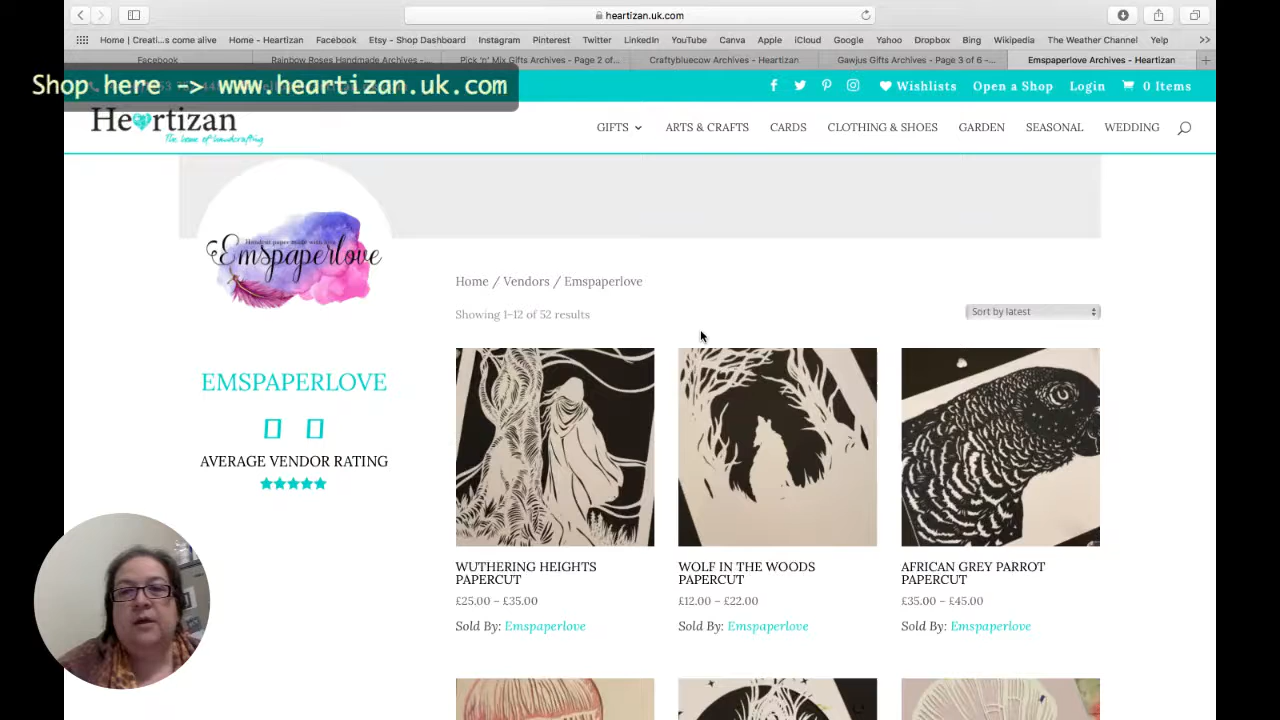 heartizan.uk.com
Home | Creati...s come alive Home - Heartizan Facebook Etsy - Shop Dashboard Instagram Pinterest Twitter LinkedIn YouTube Canva Apple iCloud Google Yahoo Dropbox Bing Wikipedia The Weather Channel Yelp >>
Facebook Rainbow Roses Handmade Archives -... Pick 'n' Mix Gifts Archives - Page 2 of... Craftybluecow Archives - Heartizan Gawjus Gifts Archives - Page 3 of 6 -... Emspaperlove Archives - Heartizan
Shop here -> www.heartizan.uk.com
Wishlists Open a Shop Login 0 Items
Heartizan
The home of handcrafting
GIFTS ARTS & CRAFTS CARDS CLOTHING & SHOES GARDEN SEASONAL WEDDING
Handcut paper made with love
Emspaperlove
Home / Vendors / Emspaperlove
Showing 1–12 of 52 results
Sort by latest
EMSPAPERLOVE
AVERAGE VENDOR RATING
WUTHERING HEIGHTS
PAPERCUT
£25.00 – £35.00
Sold By: Emspaperlove
WOLF IN THE WOODS
PAPERCUT
£12.00 – £22.00
Sold By: Emspaperlove
AFRICAN GREY PARROT
PAPERCUT
£35.00 – £45.00
Sold By: Emspaperlove